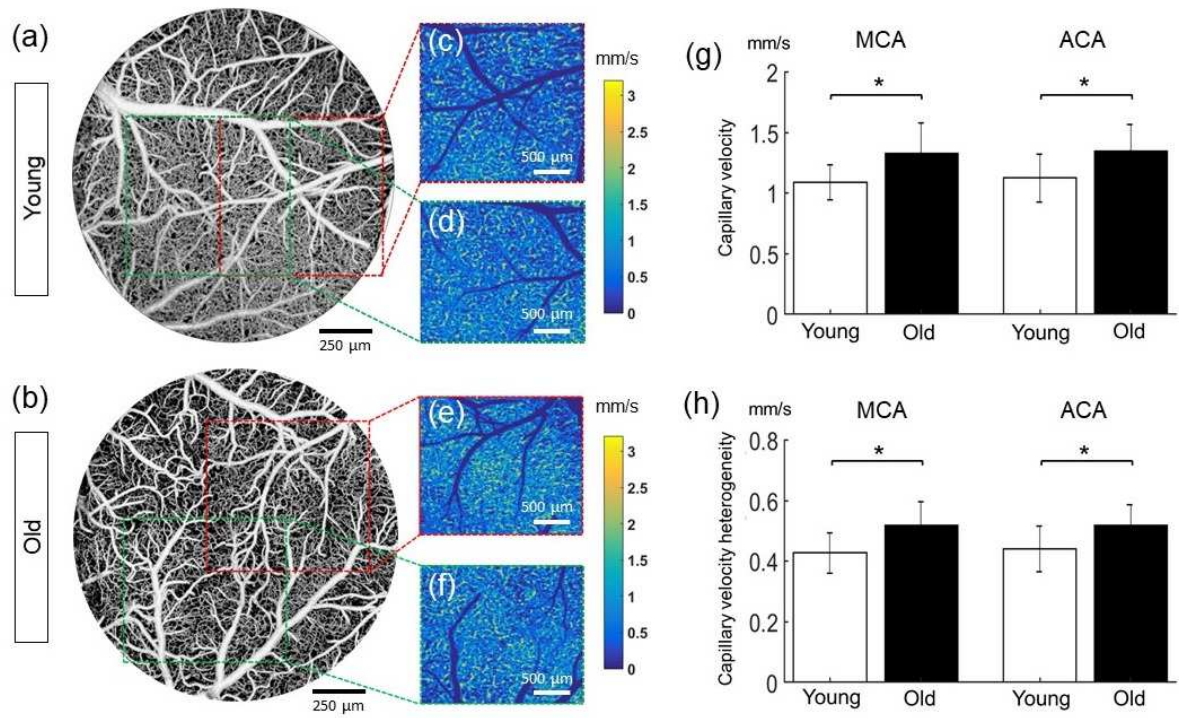 (a)
Young
250 µm
(c)
500 µm
(d)
500 µm
mm/s
3
2.5
2
1.5
1
0.5
0
(b)
Old
250 µm
(e)
500 µm
(f)
500 µm
mm/s
3
2.5
2
1.5
1
0.5
0
(g)
mm/s
MCA ACA
Capillary velocity
2
1.5
1
0.5
0
* *
Young Old Young Old
(h)
mm/s
MCA ACA
Capillary velocity heterogeneity
0.8
0.6
0.4
0.2
0
* *
Young Old Young Old